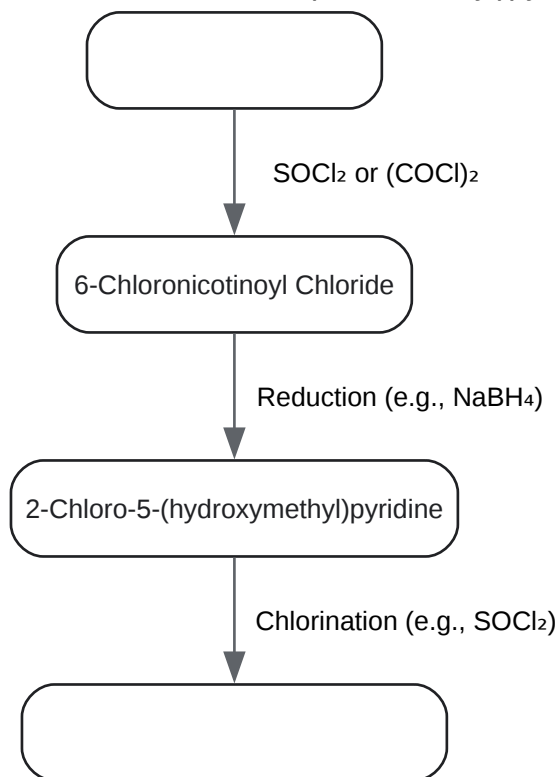 SOCl₂ or (COCl)₂
6-Chloronicotinoyl Chloride
Reduction (e.g., NaBH₄)
2-Chloro-5-(hydroxymethyl)pyridine
Chlorination (e.g., SOCl₂)